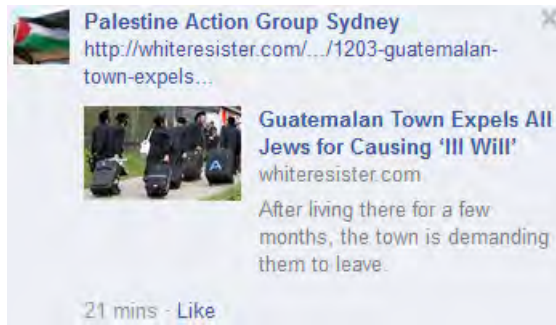 Palestine Action Group Sydney
http://whiteresister.com/.../1203-guatemalan-
town-expels...
Guatemalan Town Expels All
Jews for Causing 'Ill Will'
whiteresister.com
After living there for a few
months, the town is demanding
them to leave.
21 mins · Like